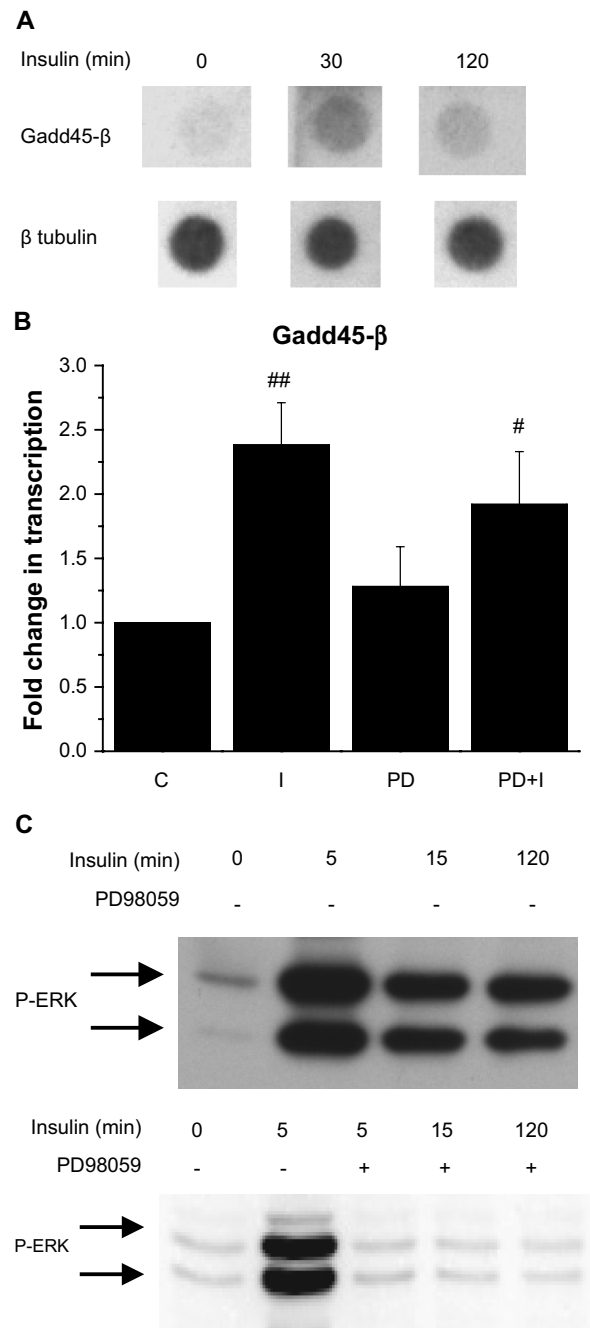 A
Insulin (min) 0 30 120
Gadd45-β
β tubulin
B
Gadd45-β
Fold change in transcription
3.0
2.5
2.0
1.5
1.0
0.5
0.0
##
#
C I PD PD+I
C
Insulin (min) 0 5 15 120
PD98059 - - - -
P-ERK
Insulin (min) 0 5 5 15 120
PD98059 - - + + +
P-ERK